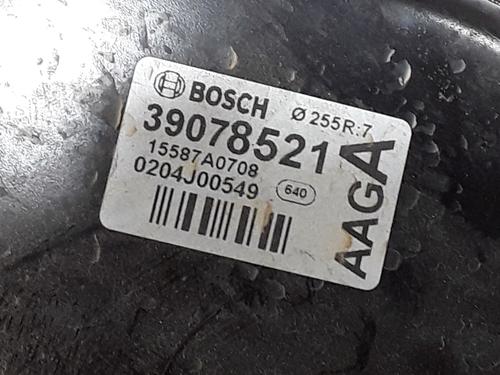 BOSCH Ø 255R:7
39078521
15587A0708
0204J00549 640
AAGA